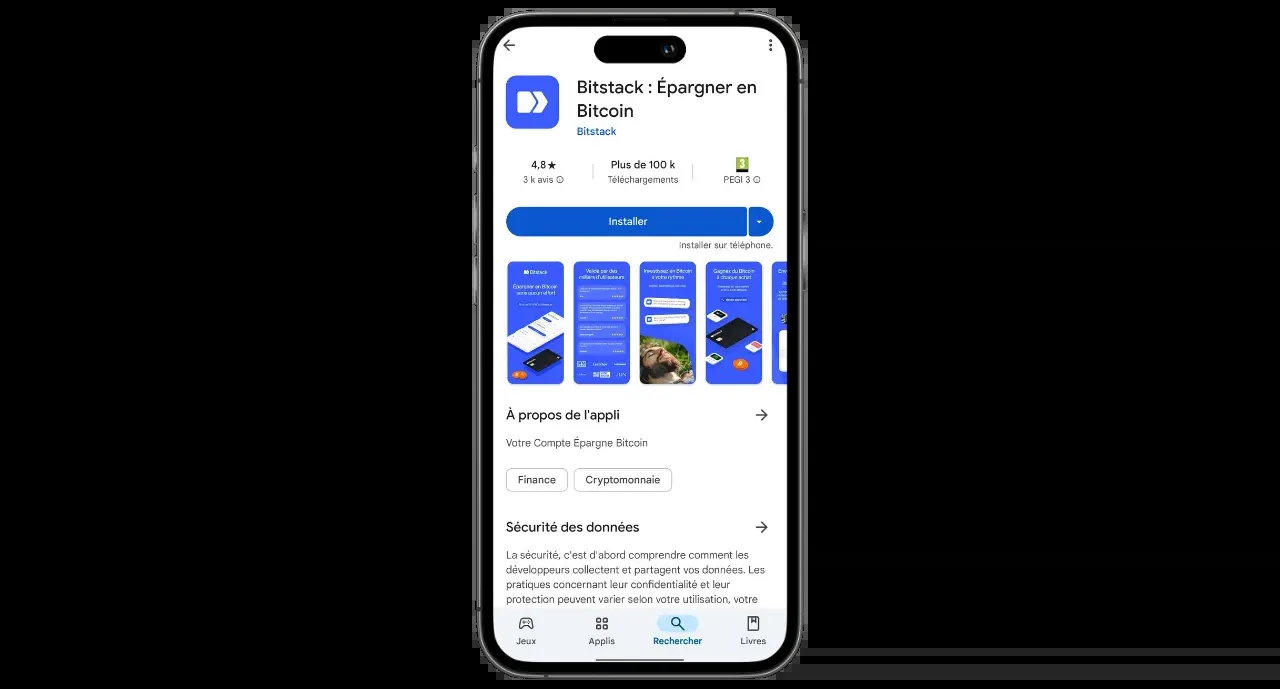 Bitstack : Épargner en
Bitcoin
Bitstack
4,8★
3 k avis
Plus de 100 k
Téléchargements
3
PEGI 3
Installer
Installer sur téléphone.
Bitstack
Épargner en Bitcoin
sans aucun effort
Validé par des
milliers d'utilisateurs
Investissez en Bitcoin
à votre rythme
Gagnez du Bitcoin
à chaque achat
À propos de l'appli
Votre Compte Épargne Bitcoin
Finance
Cryptomonnaie
Sécurité des données
La sécurité, c'est d'abord comprendre comment les
développeurs collectent et partagent vos données. Les
pratiques concernant leur confidentialité et leur
protection peuvent varier selon votre utilisation, votre
Jeux
Applis
Rechercher
Livres